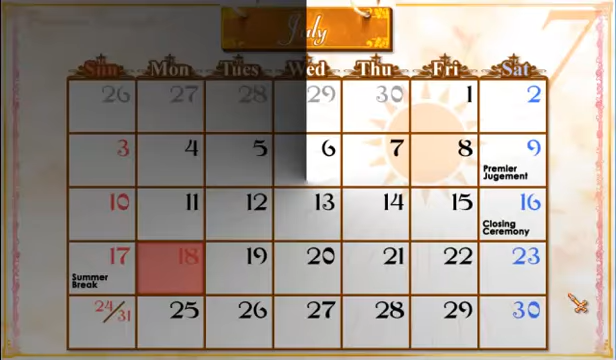 July
Sun Mon Tues Wed Thu Fri Sat
26 27 28 29 30 1 2
3 4 5 6 7 8 9
Premier
Jugement
10 11 12 13 14 15 16
Closing
Ceremony
17 18 19 20 21 22 23
Summer
Break
24/31 25 26 27 28 29 30
7